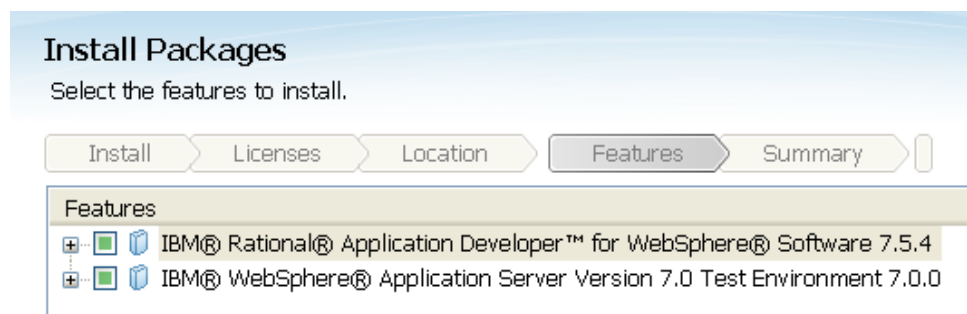 Install Packages
Select the features to install.
Install Licenses Location Features Summary
Features
IBM® Rational® Application Developer™ for WebSphere® Software 7.5.4
IBM® WebSphere® Application Server Version 7.0 Test Environment 7.0.0